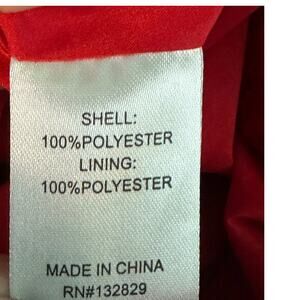 SHELL:
100%POLYESTER
LINING:
100%POLYESTER
MADE IN CHINA
RN#132829